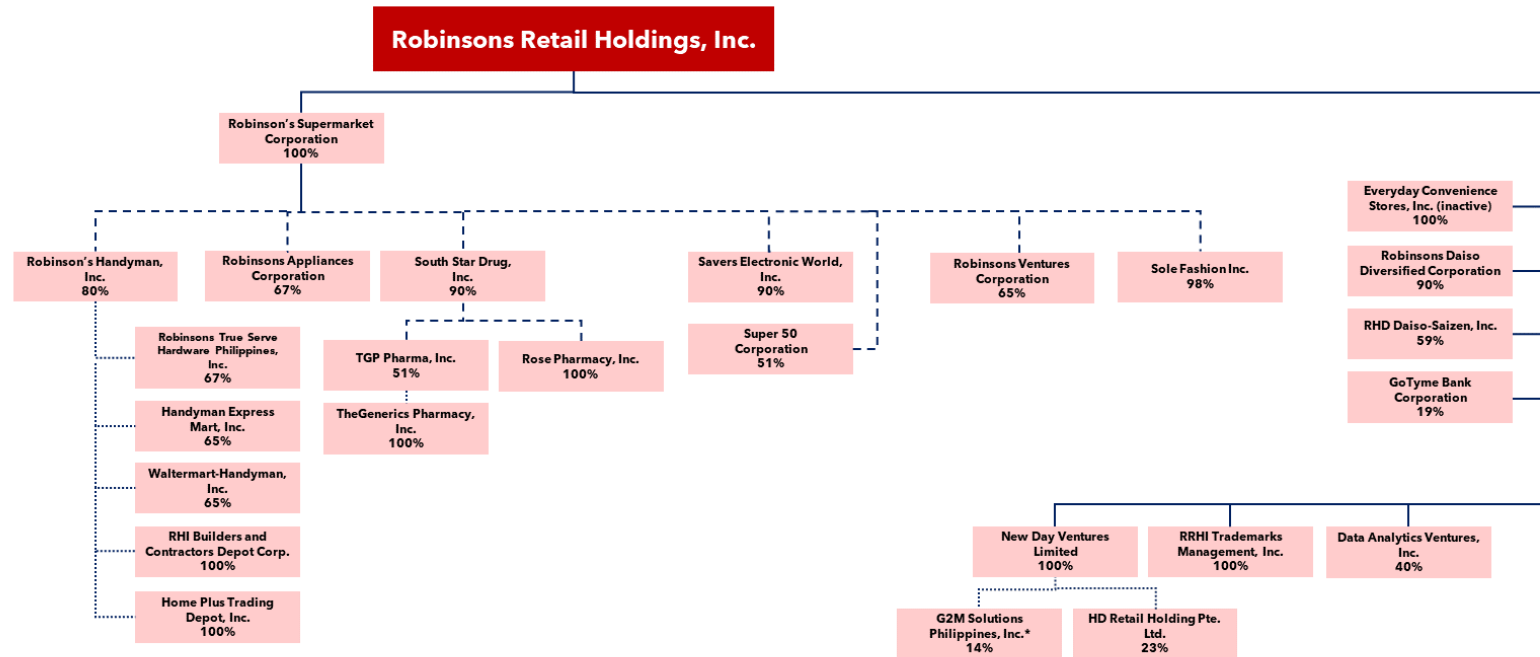 Robinsons Retail Holdings, Inc.
Robinson’s Supermarket
Corporation
100%
Robinson’s Handyman,
Inc.
80%
Robinsons Appliances
Corporation
67%
South Star Drug,
Inc.
90%
Savers Electronic World,
Inc.
90%
Robinsons Ventures
Corporation
65%
Sole Fashion Inc.
98%
Robinsons True Serve
Hardware Philippines,
Inc.
67%
Handyman Express
Mart, Inc.
65%
Waltermart-Handyman,
Inc.
65%
RHI Builders and
Contractors Depot Corp.
100%
Home Plus Trading
Depot, Inc.
100%
TGP Pharma, Inc.
51%
TheGenerics Pharmacy,
Inc.
100%
Rose Pharmacy, Inc.
100%
Super 50
Corporation
51%
Everyday Convenience
Stores, Inc. (inactive)
100%
Robinsons Daiso
Diversified Corporation
90%
RHD Daiso-Saizen, Inc.
59%
GoTyme Bank
Corporation
19%
New Day Ventures
Limited
100%
RRHI Trademarks
Management, Inc.
100%
Data Analytics Ventures,
Inc.
40%
G2M Solutions
Philippines, Inc.*
14%
HD Retail Holding Pte.
Ltd.
23%